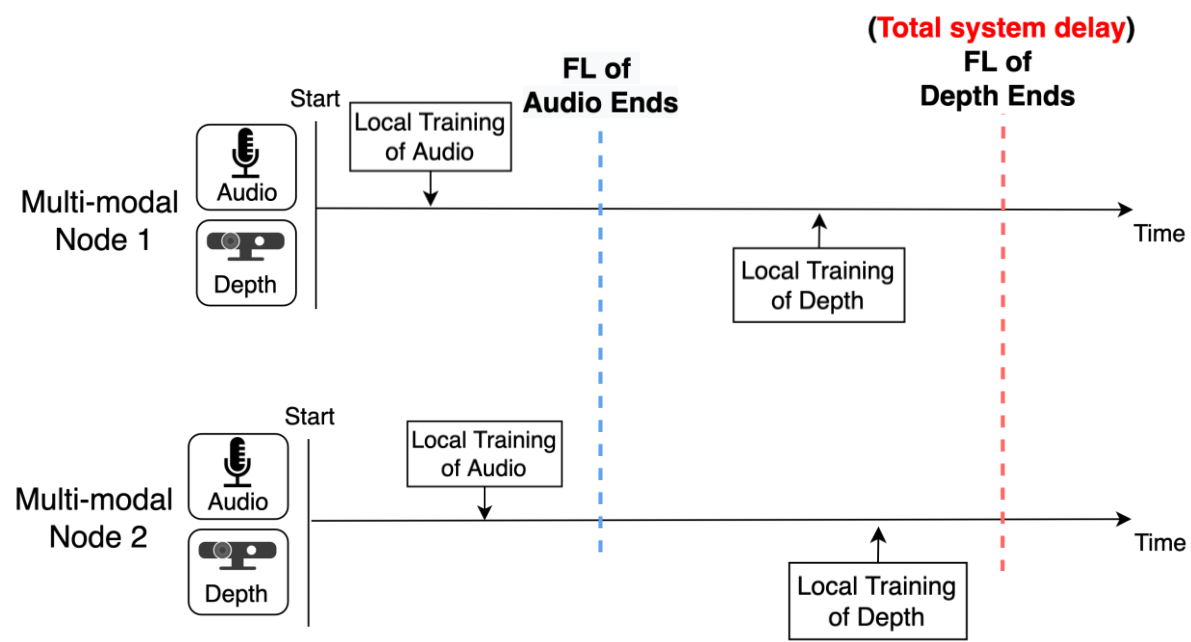 (Total system delay)
FL of
Depth Ends
FL of
Audio Ends
Start
Local Training
of Audio
Audio
Multi-modal
Node 1
Depth
Time
Local Training
of Depth
Start
Local Training
of Audio
Audio
Multi-modal
Node 2
Depth
Time
Local Training
of Depth